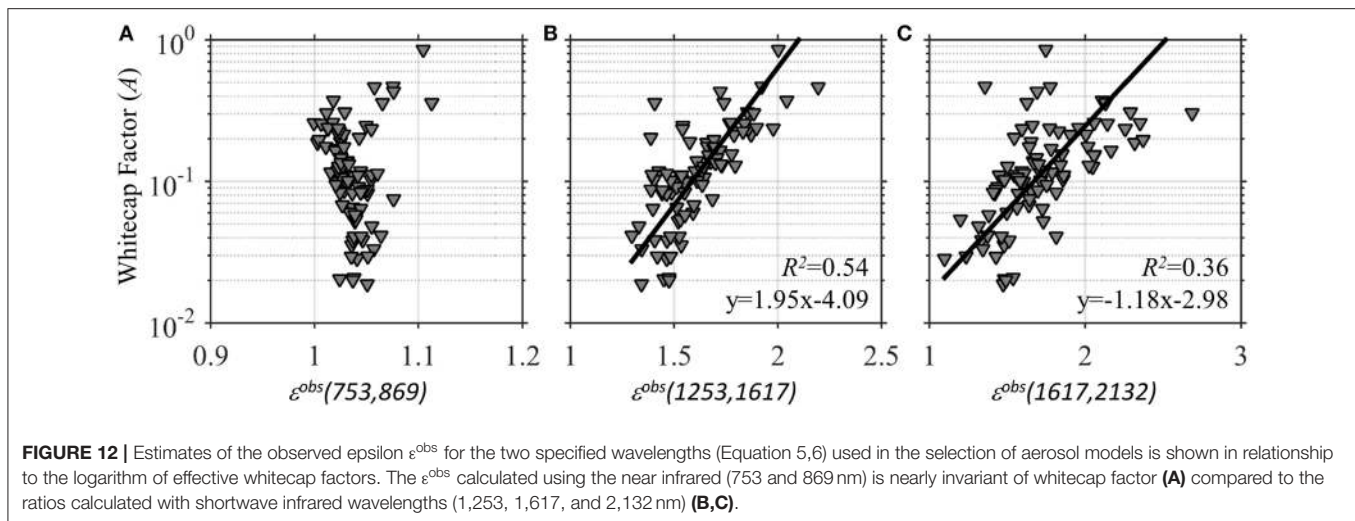 A
B
C
Whitecap Factor (A)
10⁰
10⁻¹
10⁻²
R²=0.54
y=1.95x-4.09
R²=0.36
y=-1.18x-2.98
0.9 1 1.1 1.2
1 1.5 2 2.5
1 2 3
ε^obs(753,869)
ε^obs(1253,1617)
ε^obs(1617,2132)
FIGURE 12 | Estimates of the observed epsilon ε^obs for the two specified wavelengths (Equation 5,6) used in the selection of aerosol models is shown in relationship
to the logarithm of effective whitecap factors. The ε^obs calculated using the near infrared (753 and 869 nm) is nearly invariant of whitecap factor (A) compared to the
ratios calculated with shortwave infrared wavelengths (1,253, 1,617, and 2,132 nm) (B,C).